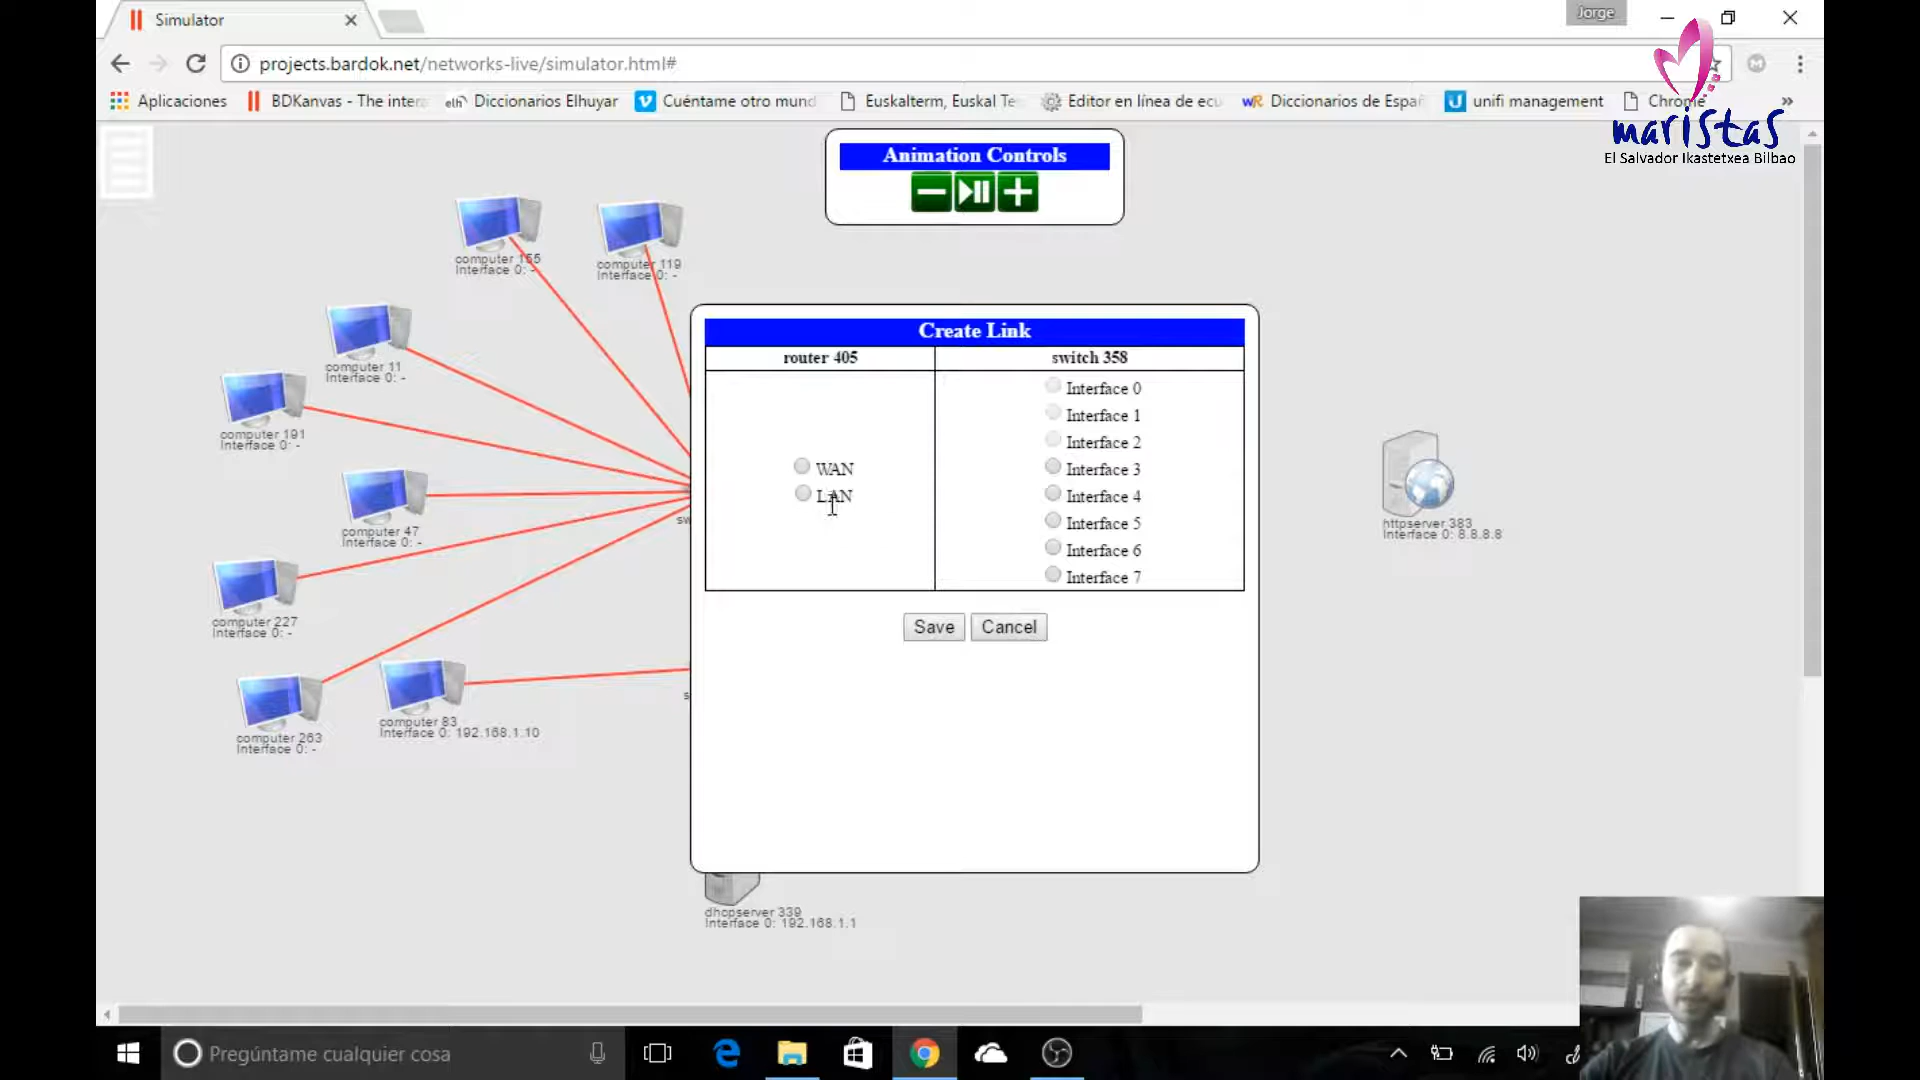 Simulator
Jorge
projects.bardok.net/networks-live/simulator.html#
Aplicaciones
BDKanvas - The inter
elh Diccionarios Elhuyar
Cuéntame otro mund
Euskalterm, Euskal Te
Editor en línea de ecu
WR Diccionarios de Españ
unifi management
Chrome
maristas
El Salvador Ikastetxea Bilbao
Animation Controls
computer 155
Interface 0: -
computer 119
Interface 0: -
computer 11
Interface 0: -
computer 191
Interface 0: -
computer 47
Interface 0: -
computer 227
Interface 0: -
computer 263
Interface 0: -
computer 83
Interface 0: 192.168.1.10
sw
s
Create Link
router 405
switch 358
WAN
LAN
Interface 0
Interface 1
Interface 2
Interface 3
Interface 4
Interface 5
Interface 6
Interface 7
Save
Cancel
httpserver 383
Interface 0: 8.8.8.8
dhcpserver 339
Interface 0: 192.168.1.1
Pregúntame cualquier cosa